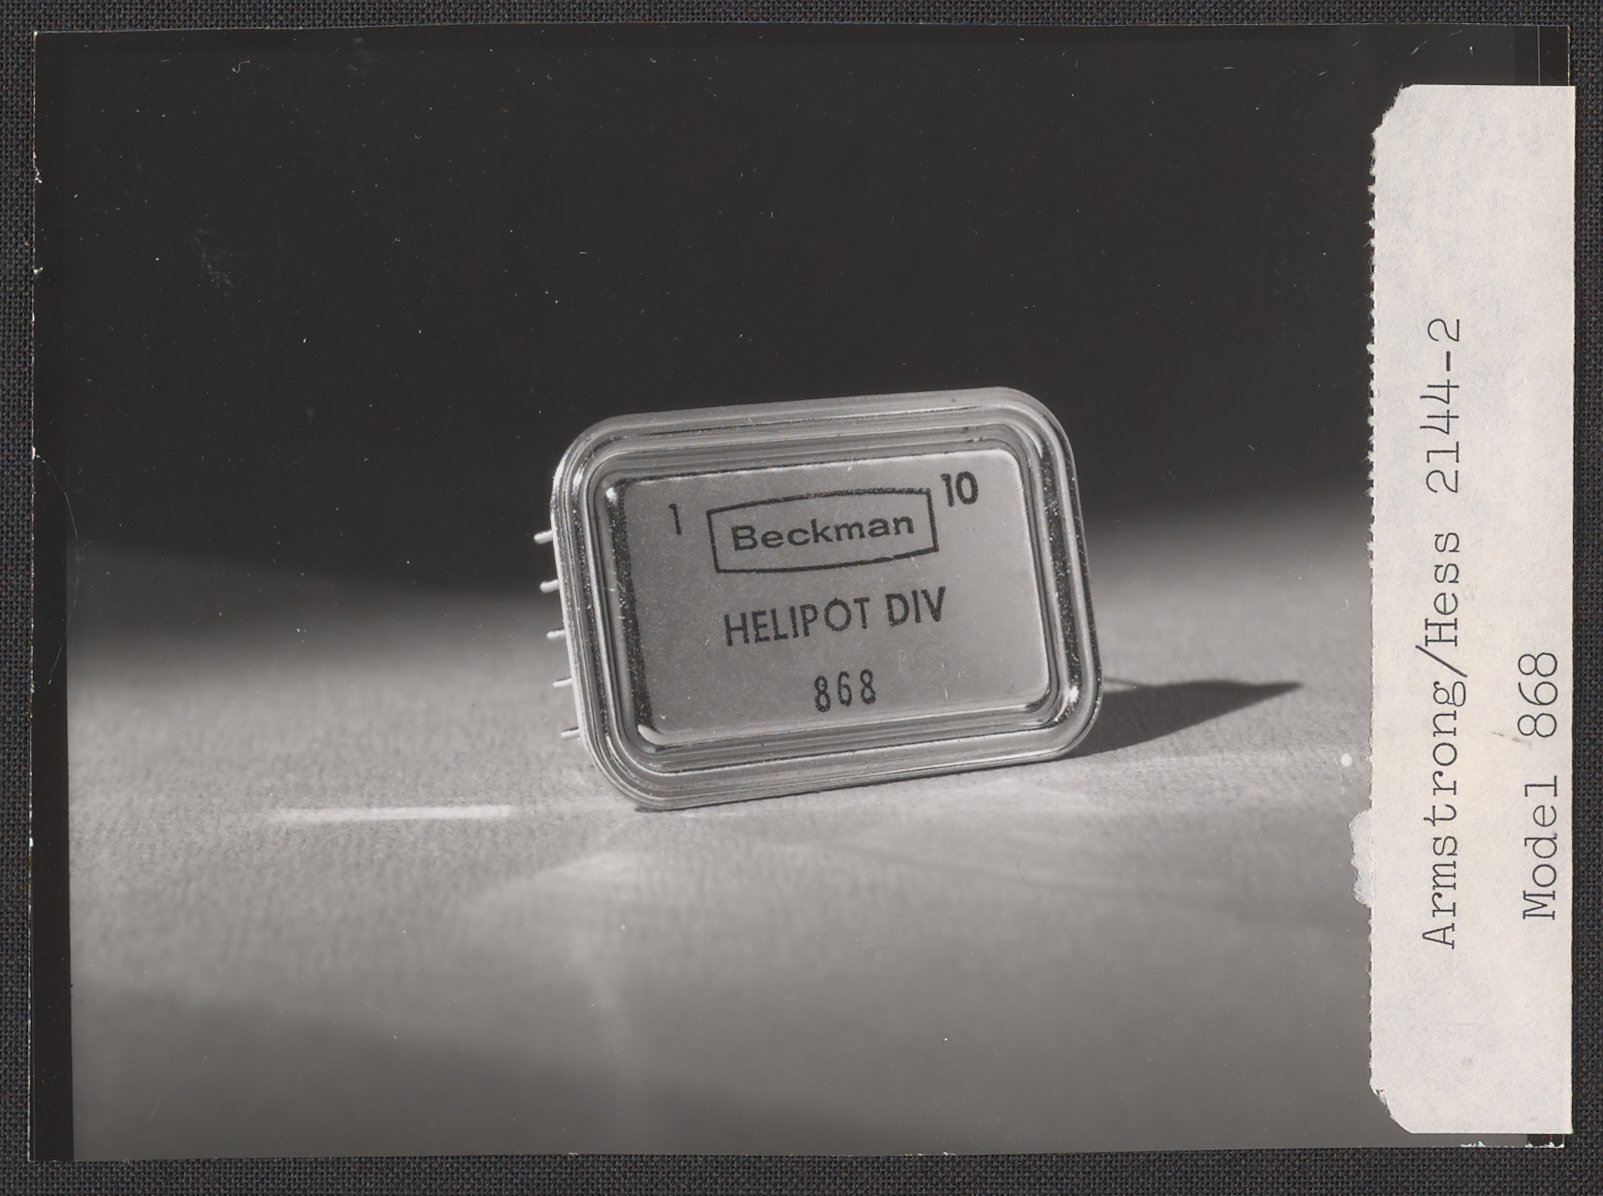 1 10
Beckman
HELIPOT DIV
868
Armstrong/Hess 2144-2
Model 868